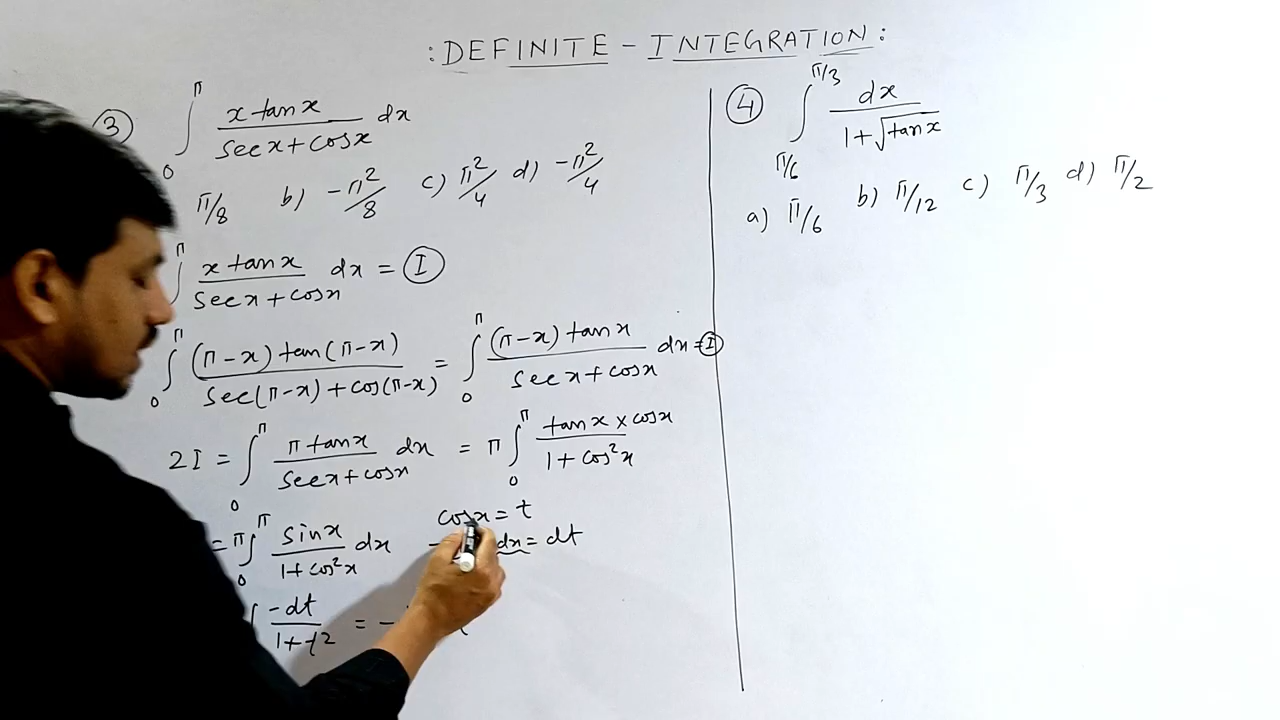 : DEFINITE - INTEGRATION :
③ ∫₀^π x tan x / (sec x + cos x) dx
π/8 b) -π²/8 c) π²/4 d) -π²/4
∫^π x tan x / (sec x + cos x) dx = Ⓘ
∫₀^π (π-x) tan(π-x) / (sec(π-x) + cos(π-x)) = ∫₀^π (π-x) tan x / (sec x + cos x) dx = Ⓘ
2I = ∫₀^π π tan x / (sec x + cos x) dx = π ∫₀^π tan x × cos x / (1 + cos² x)
= π ∫₀^π sin x / (1 + cos² x) dx
cos x = t
dx = dt
∫ -dt / (1 + t²) = -
④ ∫_{π/6}^{π/3} dx / (1 + √tan x)
a) π/6 b) π/12 c) π/3 d) π/2